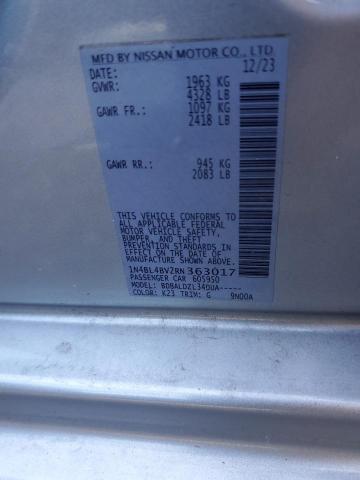 MFD BY NISSAN MOTOR CO., LTD.
DATE: 12/23
GVWR: 1963 KG
4328 LB
GAWR FR.: 1097 KG
2418 LB
GAWR RR.: 945 KG
2083 LB
THIS VEHICLE CONFORMS TO
ALL APPLICABLE FEDERAL
MOTOR VEHICLE SAFETY,
BUMPER, AND THEFT
PREVENTION STANDARDS IN
EFFECT ON THE DATE OF
MANUFACTURE SHOWN ABOVE.
1N4BL4BV2RN363017
PASSENGER CAR 605950
MODEL: BDBALDZL34DUA-----
COLOR: K23 TRIM: G 9N00A